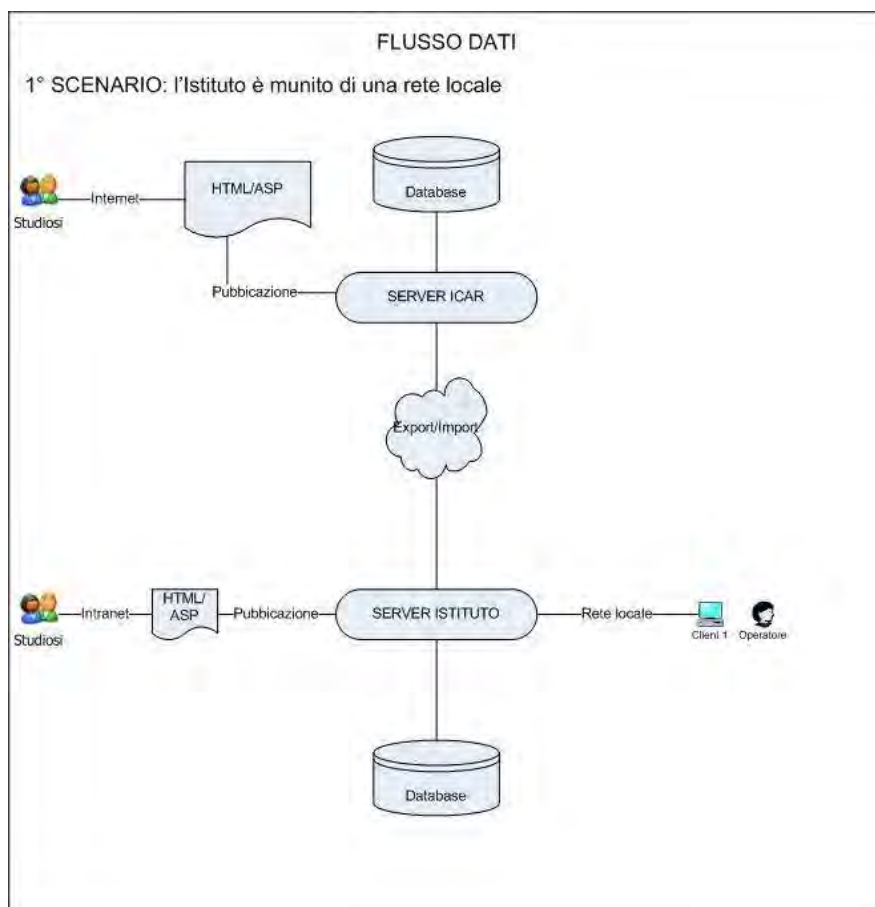 FLUSSO DATI
1° SCENARIO: l'Istituto è munito di una rete locale
HTML/ASP
Database
Internet
Studiosi
Pubbicazione
SERVER ICAR
Export/Import
HTML/
ASP
Studiosi
Intranet
Pubblicazione
SERVER ISTITUTO
Rete locale
Client 1
Operatore
Database